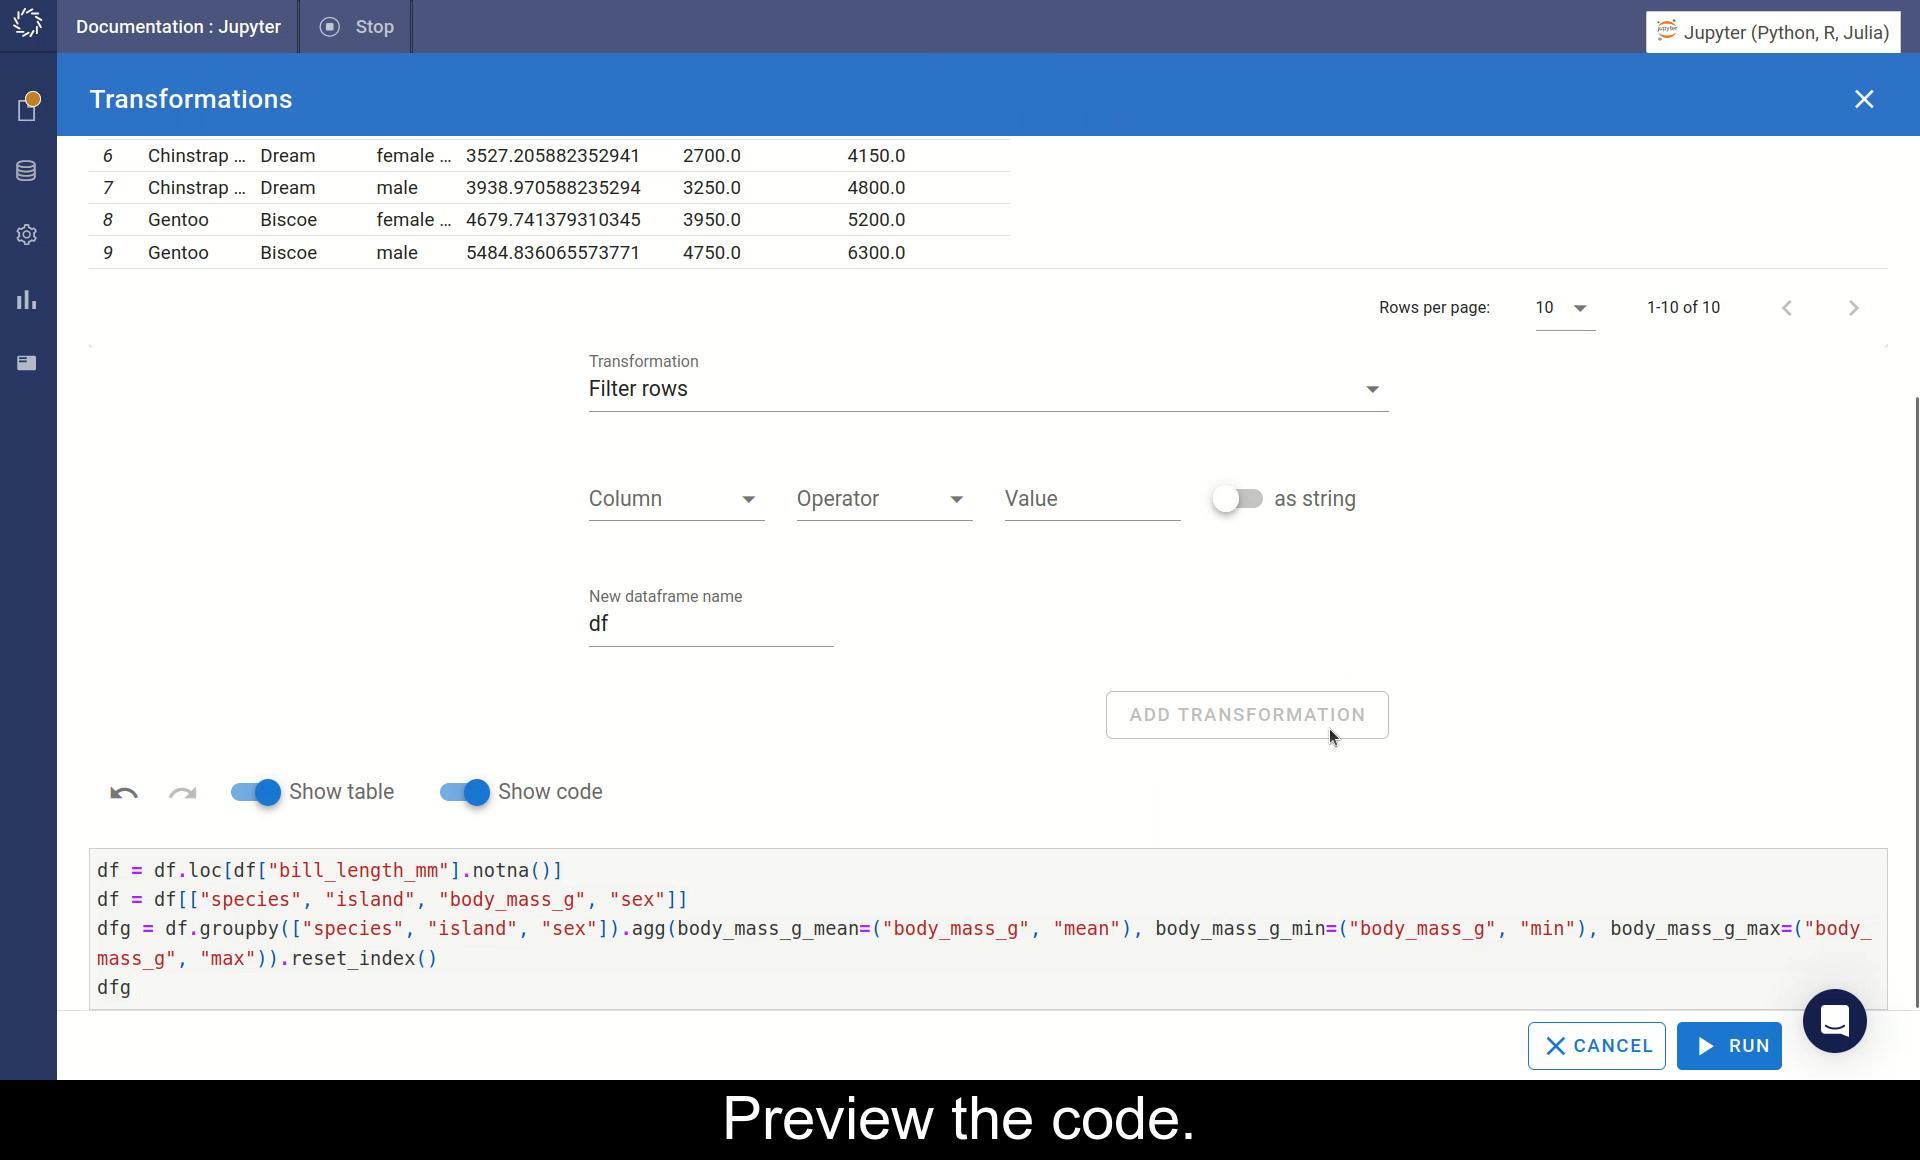 Documentation : Jupyter
Stop
Jupyter (Python, R, Julia)
Transformations
6 Chinstrap ... Dream female ... 3527.205882352941 2700.0 4150.0
7 Chinstrap ... Dream male 3938.970588235294 3250.0 4800.0
8 Gentoo Biscoe female ... 4679.741379310345 3950.0 5200.0
9 Gentoo Biscoe male 5484.836065573771 4750.0 6300.0
Rows per page: 10 1-10 of 10
Transformation
Filter rows
Column Operator Value as string
New dataframe name
df
ADD TRANSFORMATION
Show table Show code
df = df.loc[df["bill_length_mm"].notna()]
df = df[["species", "island", "body_mass_g", "sex"]]
dfg = df.groupby(["species", "island", "sex"]).agg(body_mass_g_mean=("body_mass_g", "mean"), body_mass_g_min=("body_mass_g", "min"), body_mass_g_max=("body_
mass_g", "max")).reset_index()
dfg
CANCEL RUN
Preview the code.